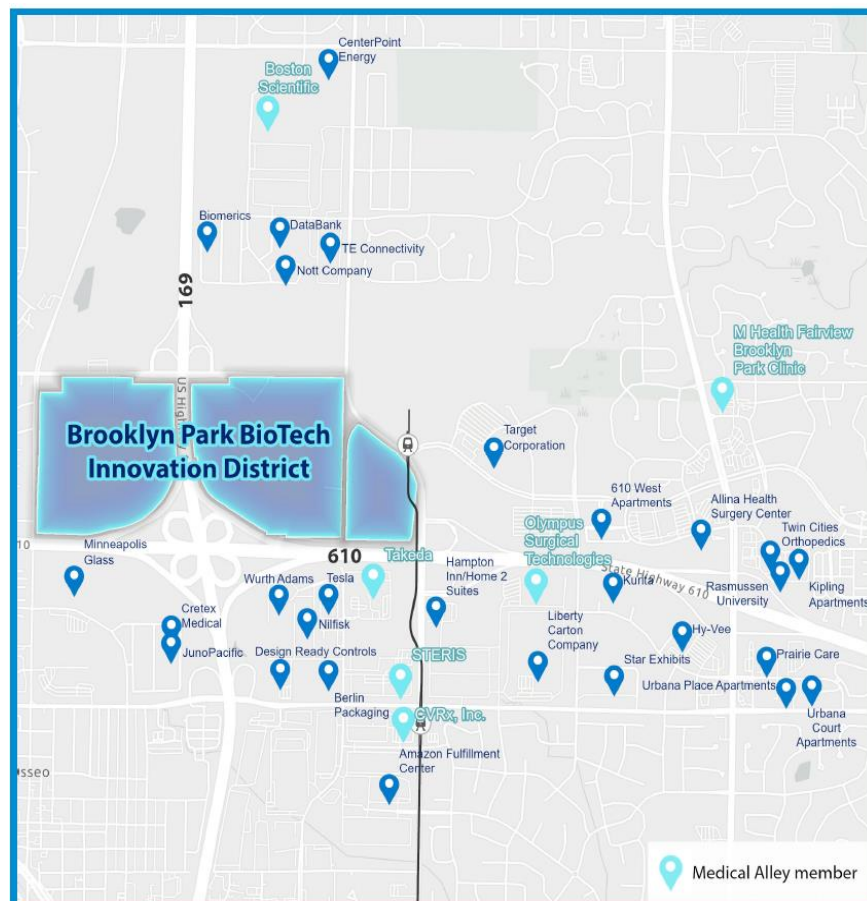 CenterPoint
Energy
Boston
Scientific
Biomerics
DataBank
TE Connectivity
Nott Company
169
M Health Fairview
Brooklyn
Park Clinic
US High
Brooklyn Park BioTech
Innovation District
Target
Corporation
610 West
Apartments
Allina Health
Surgery Center
Twin Cities
Orthopedics
Olympus
Surgical
Technologies
10
610
Minneapolis
Glass
Takeda
Hampton
Inn/Home 2
Suites
State Highway 610
Wurth Adams
Tesla
Kurita
Rasmussen
University
Kipling
Apartments
Cretex
Medical
Nilfisk
Liberty
Carton
Company
Hy-Vee
JunoPacific
Design Ready Controls
STERIS
Star Exhibits
Prairie Care
Urbana Place Apartments
Berlin
Packaging
CVRx, Inc.
Urbana
Court
Apartments
Amazon Fulfillment
Center
sseo
Medical Alley member